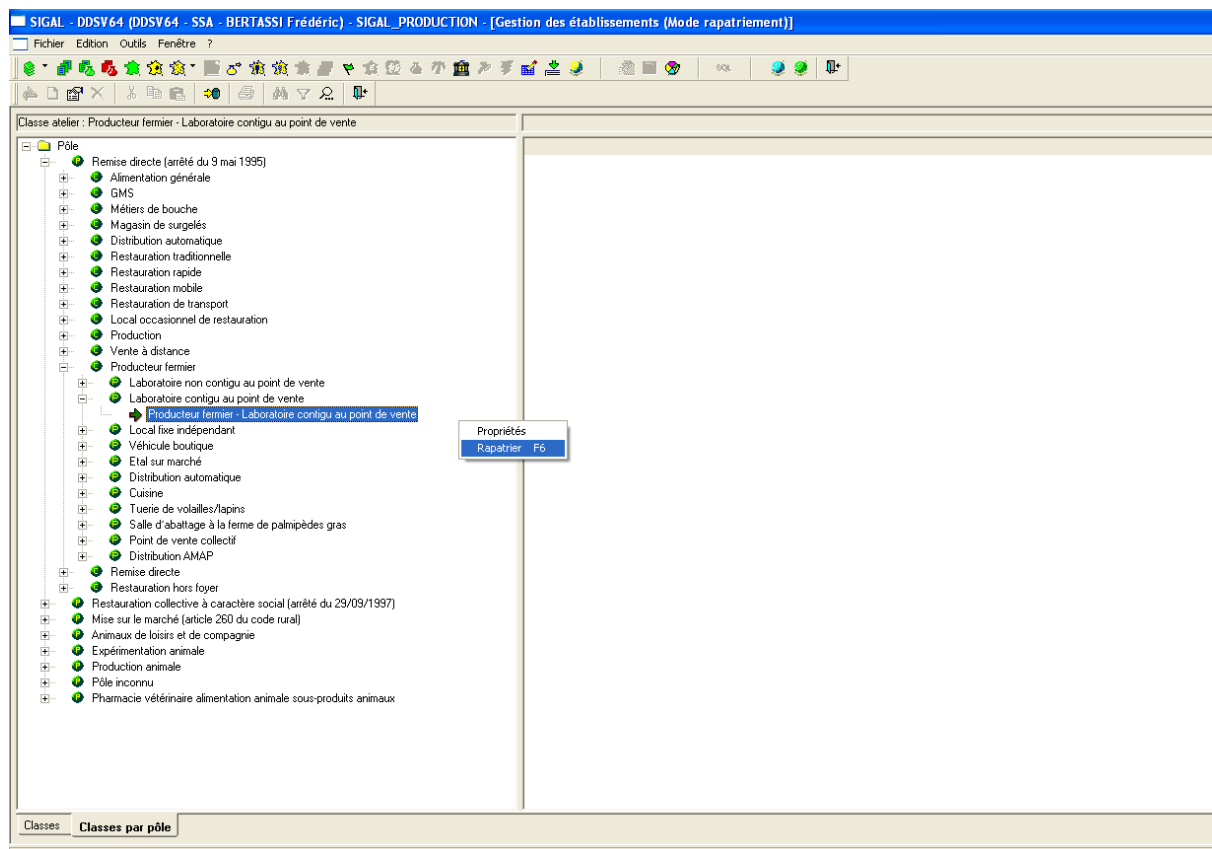 SIGAL - DDSV64 (DDSV64 - SSA - BERTASSI Frédéric) - SIGAL_PRODUCTION - [Gestion des établissements (Mode rapatriement)]
Fichier Edition Outils Fenêtre ?
SQL
Classe atelier : Producteur fermier - Laboratoire contigu au point de vente
Pôle
Remise directe (arrêté du 9 mai 1995)
Alimentation générale
GMS
Métiers de bouche
Magasin de surgelés
Distribution automatique
Restauration traditionnelle
Restauration rapide
Restauration mobile
Restauration de transport
Local occasionnel de restauration
Production
Vente à distance
Producteur fermier
Laboratoire non contigu au point de vente
Laboratoire contigu au point de vente
Producteur fermier - Laboratoire contigu au point de vente
Local fixe indépendant
Propriétés
Véhicule boutique
Rapatrier F6
Etal sur marché
Distribution automatique
Cuisine
Tuerie de volailles/lapins
Salle d'abattage à la ferme de palmipèdes gras
Point de vente collectif
Distribution AMAP
Remise directe
Restauration hors foyer
Restauration collective à caractère social (arrêté du 29/09/1997)
Mise sur le marché (article 260 du code rural)
Animaux de loisirs et de compagnie
Expérimentation animale
Production animale
Pôle inconnu
Pharmacie vétérinaire alimentation animale sous-produits animaux
Classes Classes par pôle